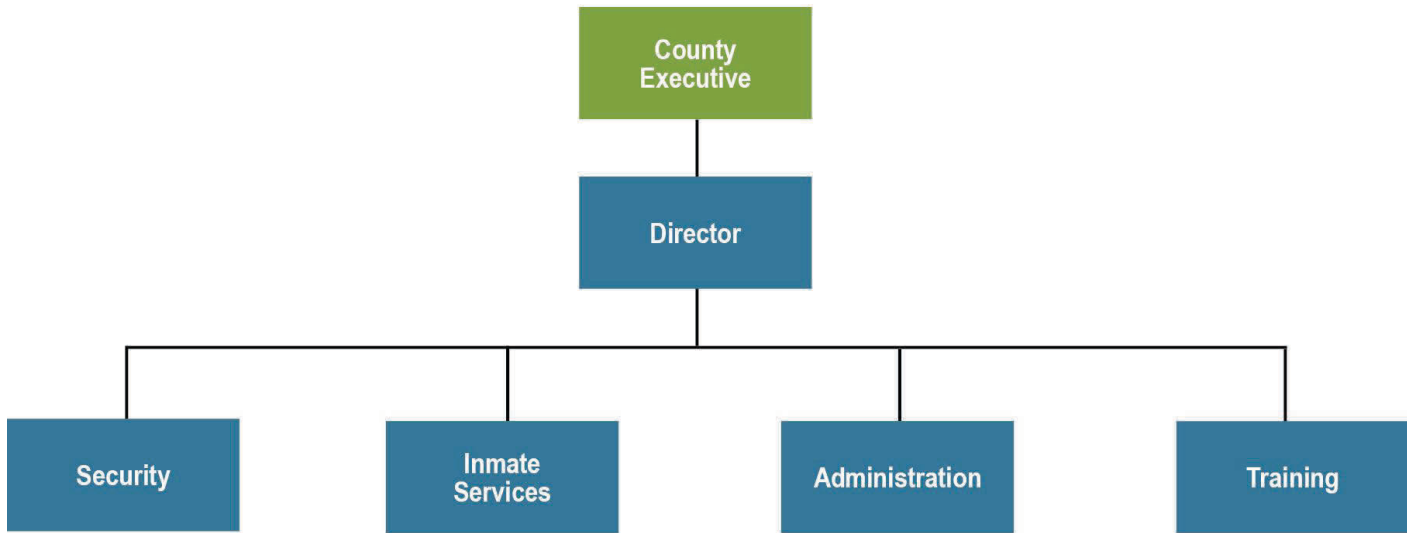 County
Executive
Director
Security
Inmate
Services
Administration
Training